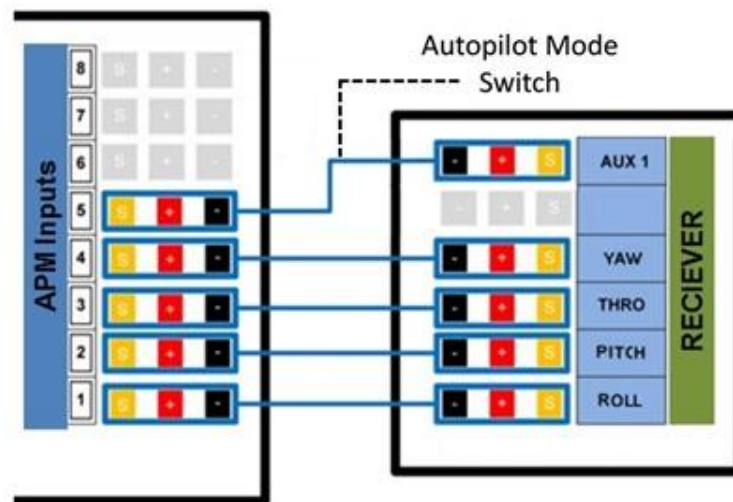 Autopilot Mode
Switch
APM Inputs
8 S + -
7 S + -
6 S + -
5 S + -
4 S + -
3 S + -
2 S + -
1 S + -
- + S AUX 1
- + S
- + S YAW
- + S THRO
- + S PITCH
- + S ROLL
RECIEVER